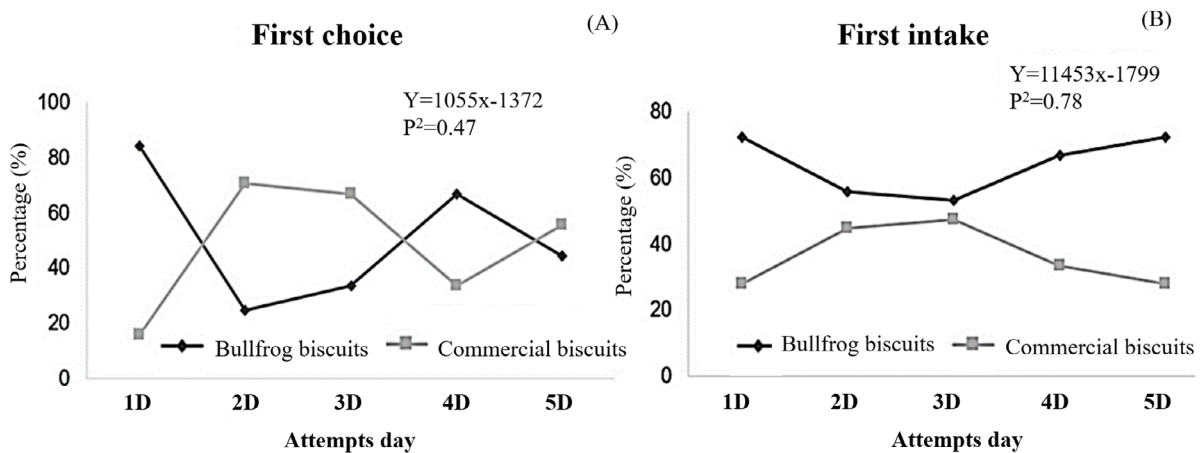 First choice
(A)
Y=1055x-1372
P²=0.47
Percentage (%)
100
80
60
40
20
0
Bullfrog biscuits
Commercial biscuits
1D 2D 3D 4D 5D
Attempts day
First intake
(B)
Y=11453x-1799
P²=0.78
Percentage (%)
80
60
40
20
0
Bullfrog biscuits
Commercial biscuits
1D 2D 3D 4D 5D
Attempts day